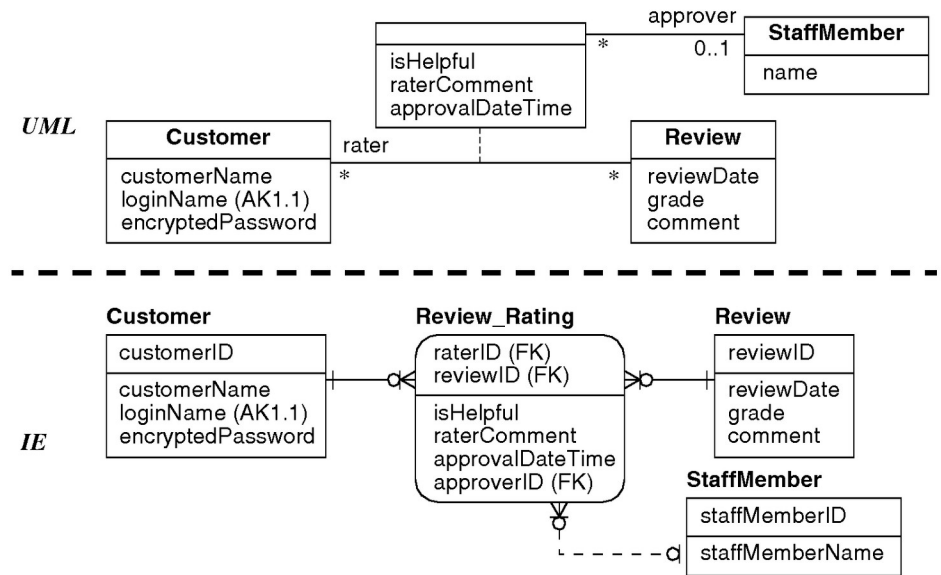 approver
*
0..1
StaffMember
name
isHelpful
raterComment
approvalDateTime
UML
Customer
customerName
loginName (AK1.1)
encryptedPassword
rater
*
*
Review
reviewDate
grade
comment
IE
Customer
customerID
customerName
loginName (AK1.1)
encryptedPassword
Review_Rating
raterID (FK)
reviewID (FK)
isHelpful
raterComment
approvalDateTime
approverID (FK)
Review
reviewID
reviewDate
grade
comment
StaffMember
staffMemberID
staffMemberName